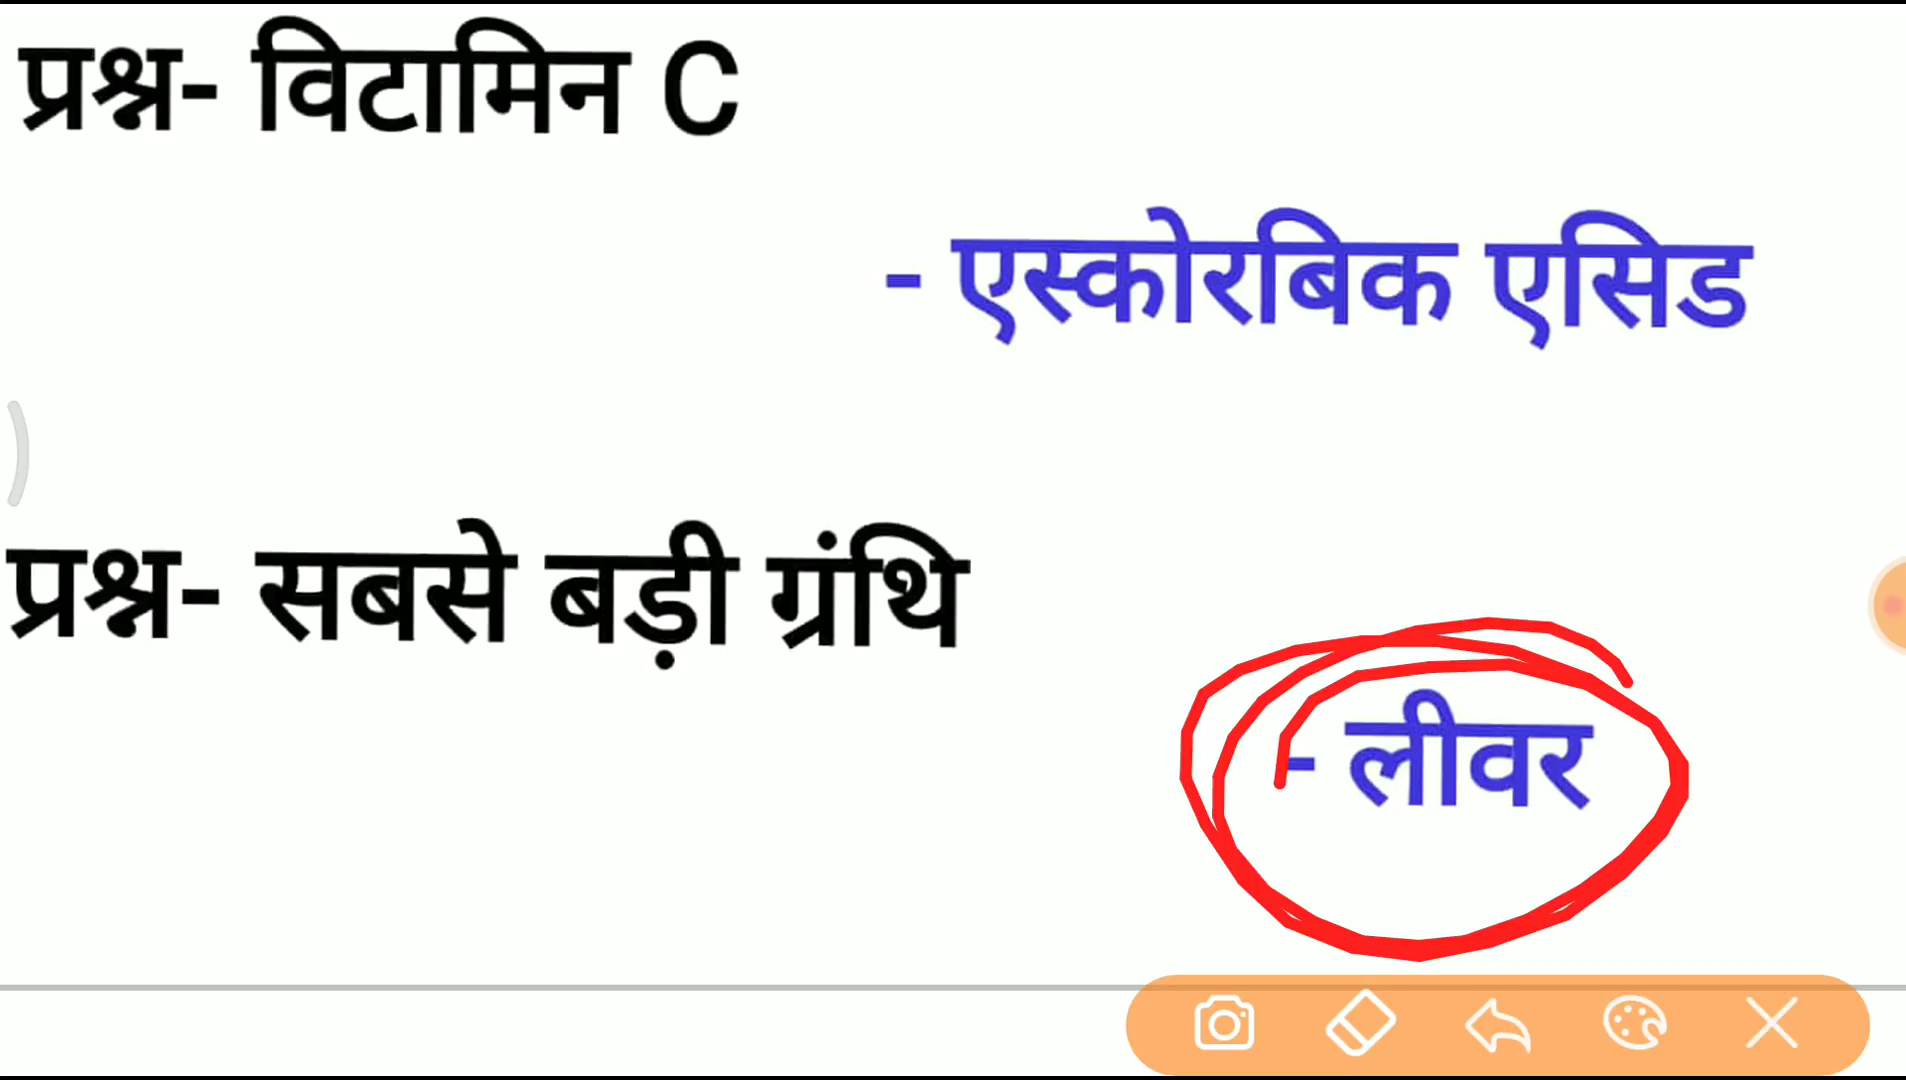 प्रश्न- विटामिन C
- एस्कोरबिक एसिड
प्रश्न- सबसे बड़ी ग्रंथि
- लीवर